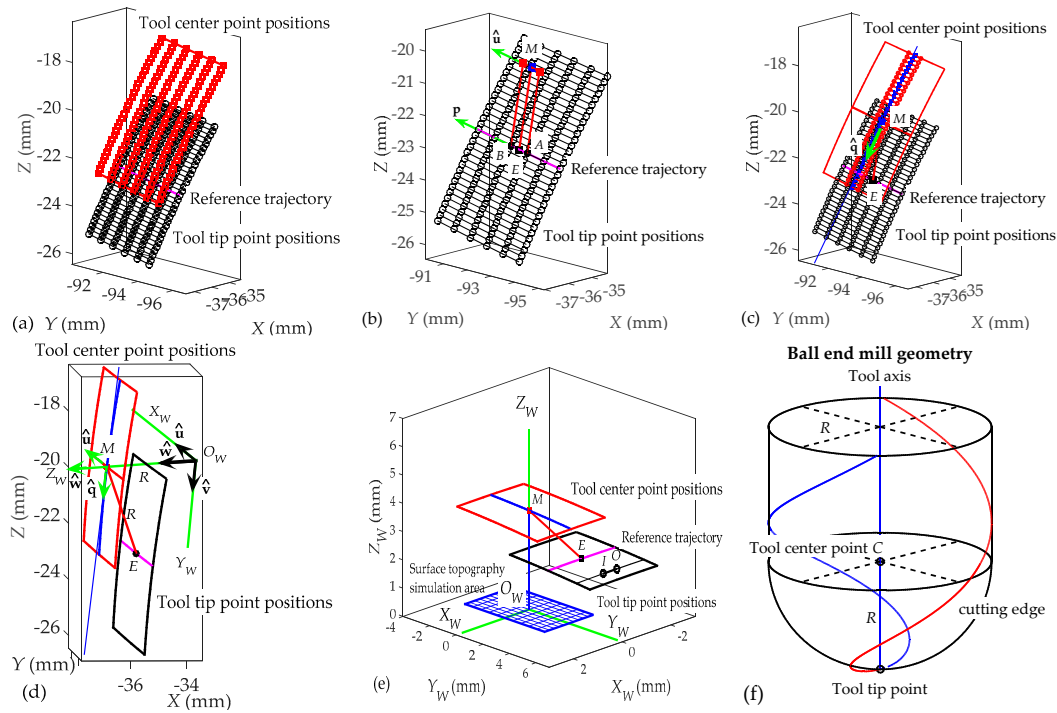 Tool center point positions
-16
-18
-20
-22
-24
-26
Z (mm)
Reference trajectory
Tool tip point positions
-92
-94
-96
-37
-36
-35
(a)
Y (mm)
X (mm)
-20
-21
-22
-23
-24
-25
-26
Z (mm)
û
M
p
B
A
E
Reference trajectory
Tool tip point positions
-91
-93
-95
-37
-36
-35
(b)
Y (mm)
X (mm)
Tool center point positions
-18
-20
-22
-24
-26
Z (mm)
M
q̂
E
Reference trajectory
Tool tip point positions
-92
-94
-96
-37
-36
-35
(c)
Y (mm)
X (mm)
Tool center point positions
-18
-20
-22
-24
-26
Z (mm)
X_W
û
û
M
ŵ
O_W
Z_W
ŵ
q̂
R
v̂
R
E
Y_W
Tool tip point positions
Y (mm)
-36
-34
X (mm)
(d)
7
6
5
4
3
2
1
0
Z_W (mm)
Z_W
Tool center point positions
M
Reference trajectory
E
I
O
Surface topography
simulation area
O_W
Tool tip point positions
X_W
Y_W
-4
-2
0
2
4
6
-2
0
2
(e)
Y_W (mm)
X_W (mm)
Ball end mill geometry
Tool axis
R
Tool center point C
R
cutting edge
Tool tip point
(f)